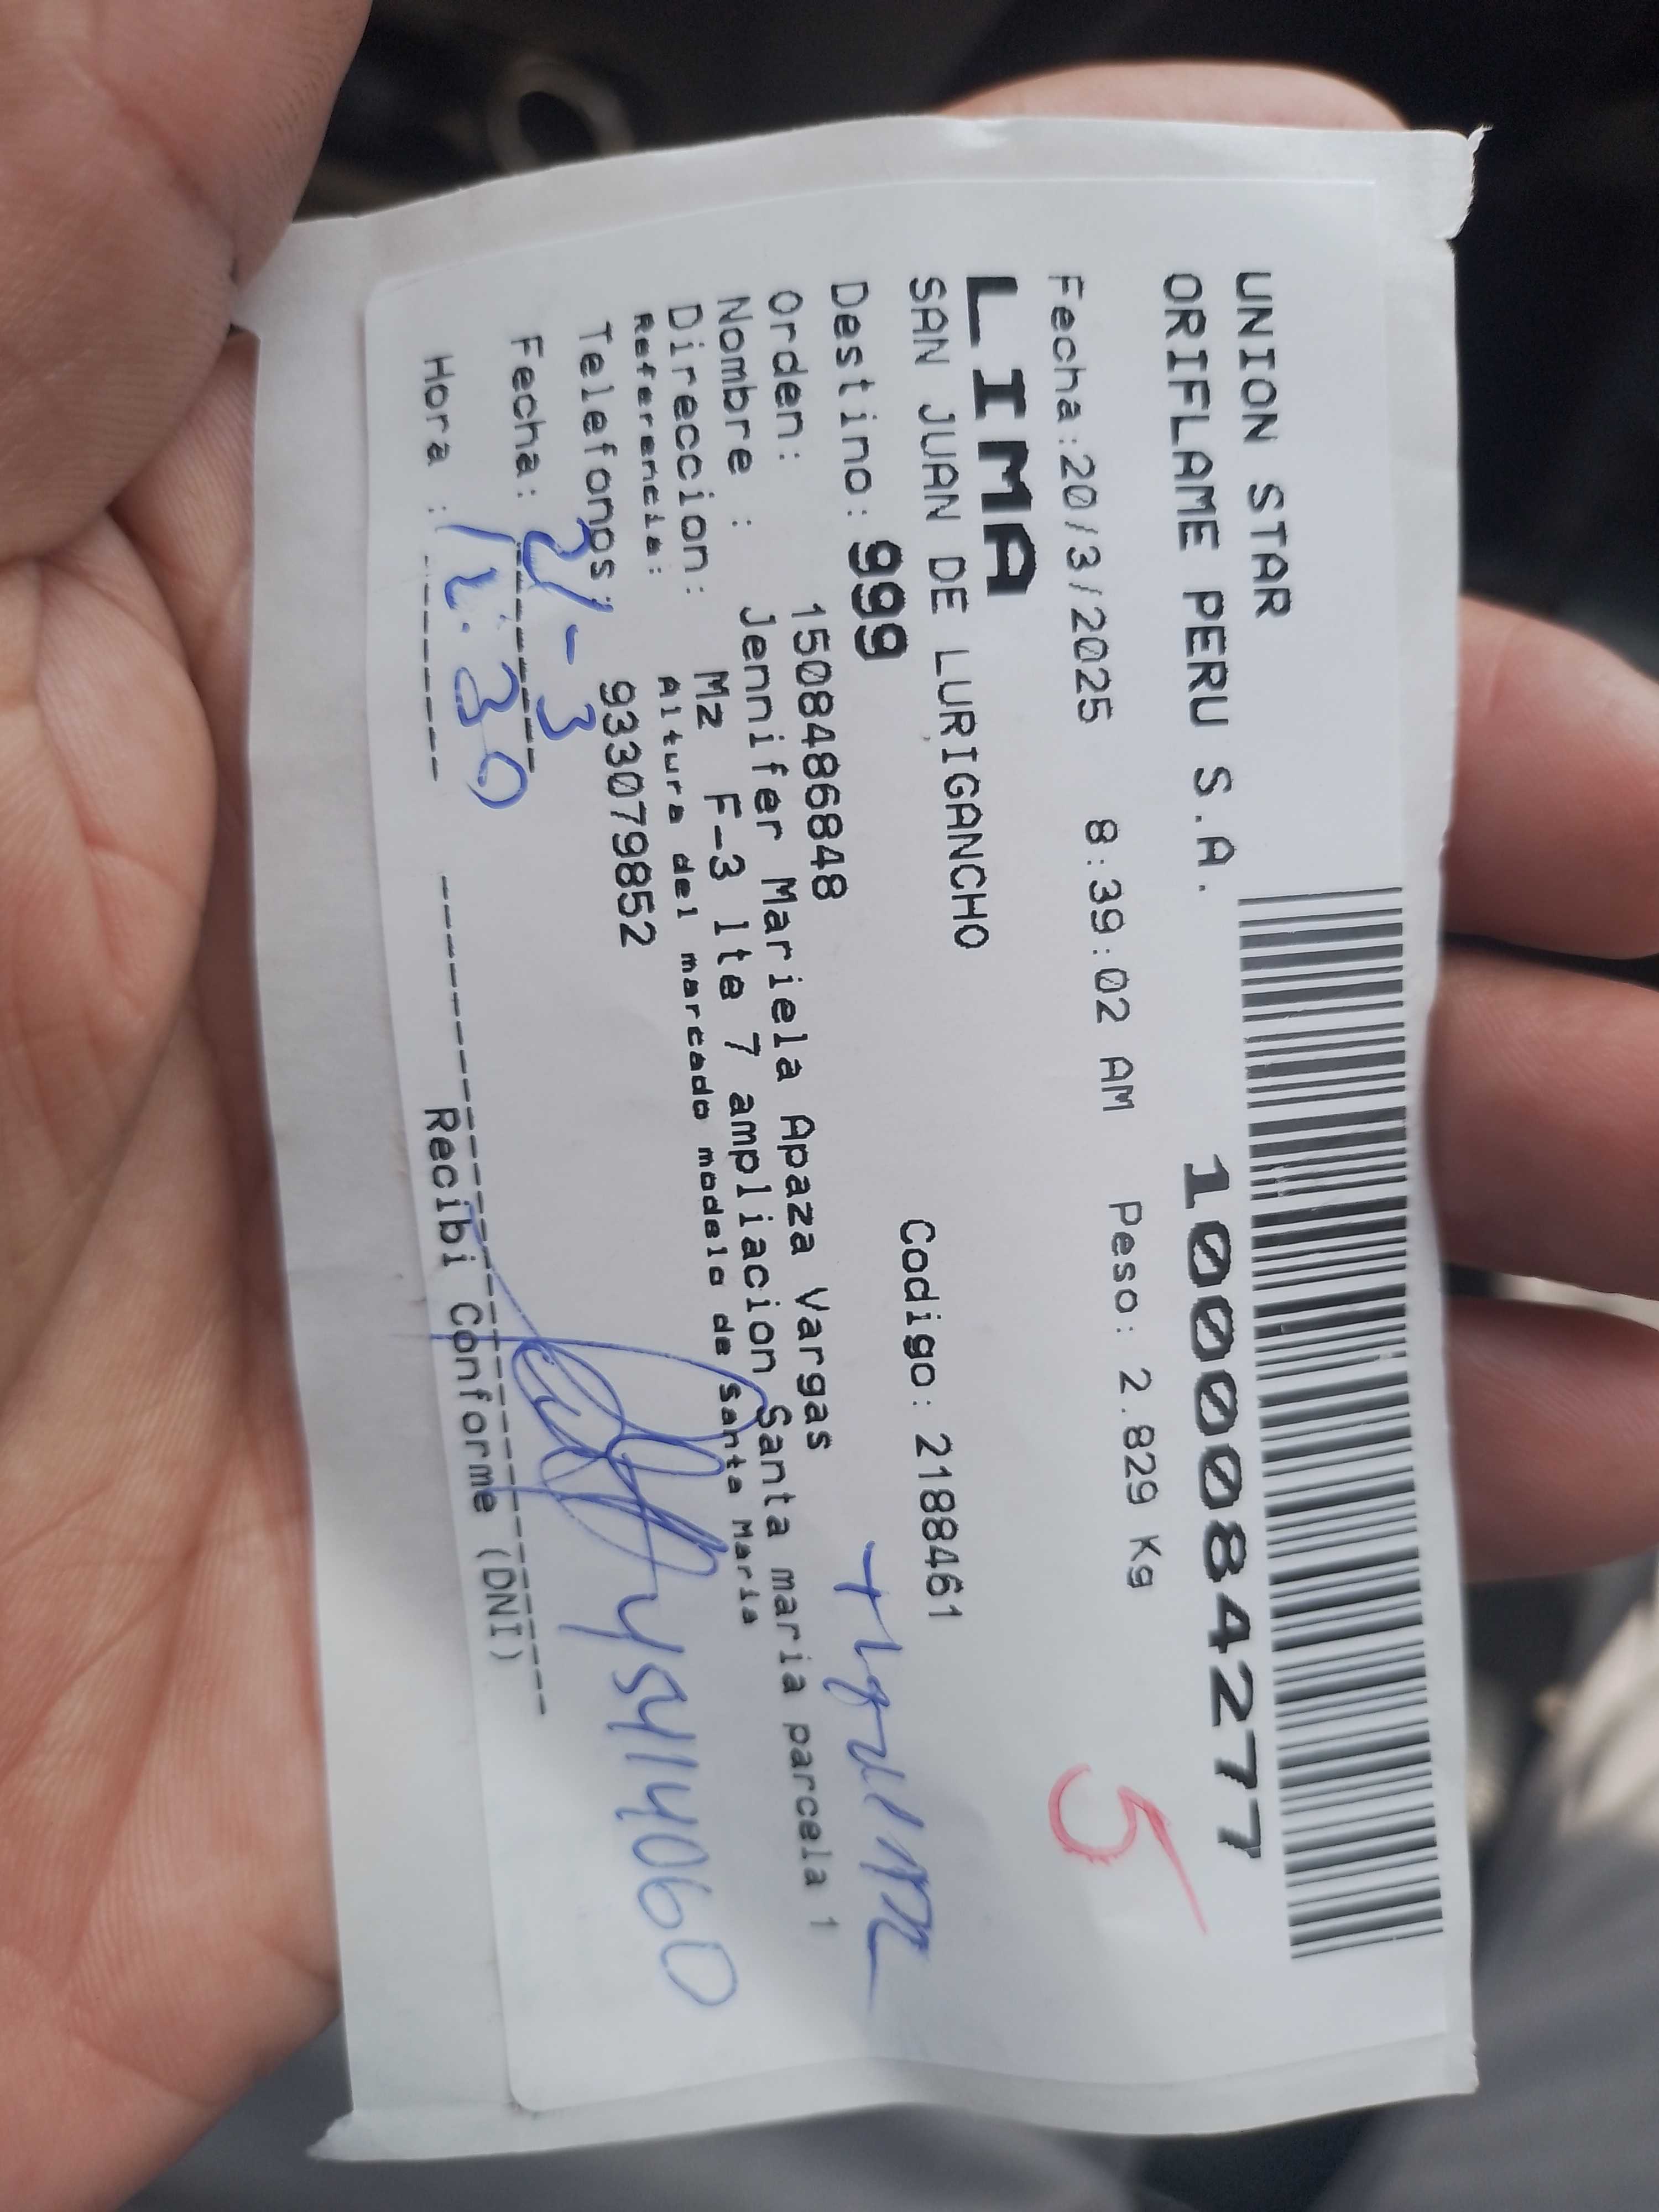 UNION STAR
ORIFLAME PERU S.A.
10000084277
Fecha:20/3/2025 8:39:02 AM Peso: 2.829 Kg
5
LIMA
SAN JUAN DE LURIGANCHO
Destino: 999 Codigo: 2188461
Orden: 15084486848
Nombre : Jennifer Mariela Apaza Vargas
Direccion: Mz F-3 lte 7 ampliacion Santa maria parcela 1
Referencia: Altura del marcado modelo de Santa Maria
Telefonos: 933079852
Fecha: 21-3
Hora : 12:30
Recibi Conforme (DNI)